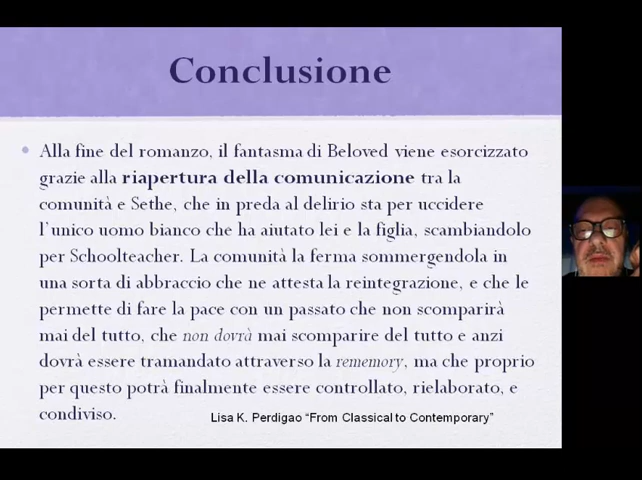 Conclusione
• Alla fine del romanzo, il fantasma di Beloved viene esorcizzato
grazie alla riapertura della comunicazione tra la
comunità e Sethe, che in preda al delirio sta per uccidere
l'unico uomo bianco che ha aiutato lei e la figlia, scambiandolo
per Schoolteacher. La comunità la ferma sommergendola in
una sorta di abbraccio che ne attesta la reintegrazione, e che le
permette di fare la pace con un passato che non scomparirà
mai del tutto, che non dovrà mai scomparire del tutto e anzi
dovrà essere tramandato attraverso la rememory, ma che proprio
per questo potrà finalmente essere controllato, rielaborato, e
condiviso.
Lisa K. Perdigao “From Classical to Contemporary”